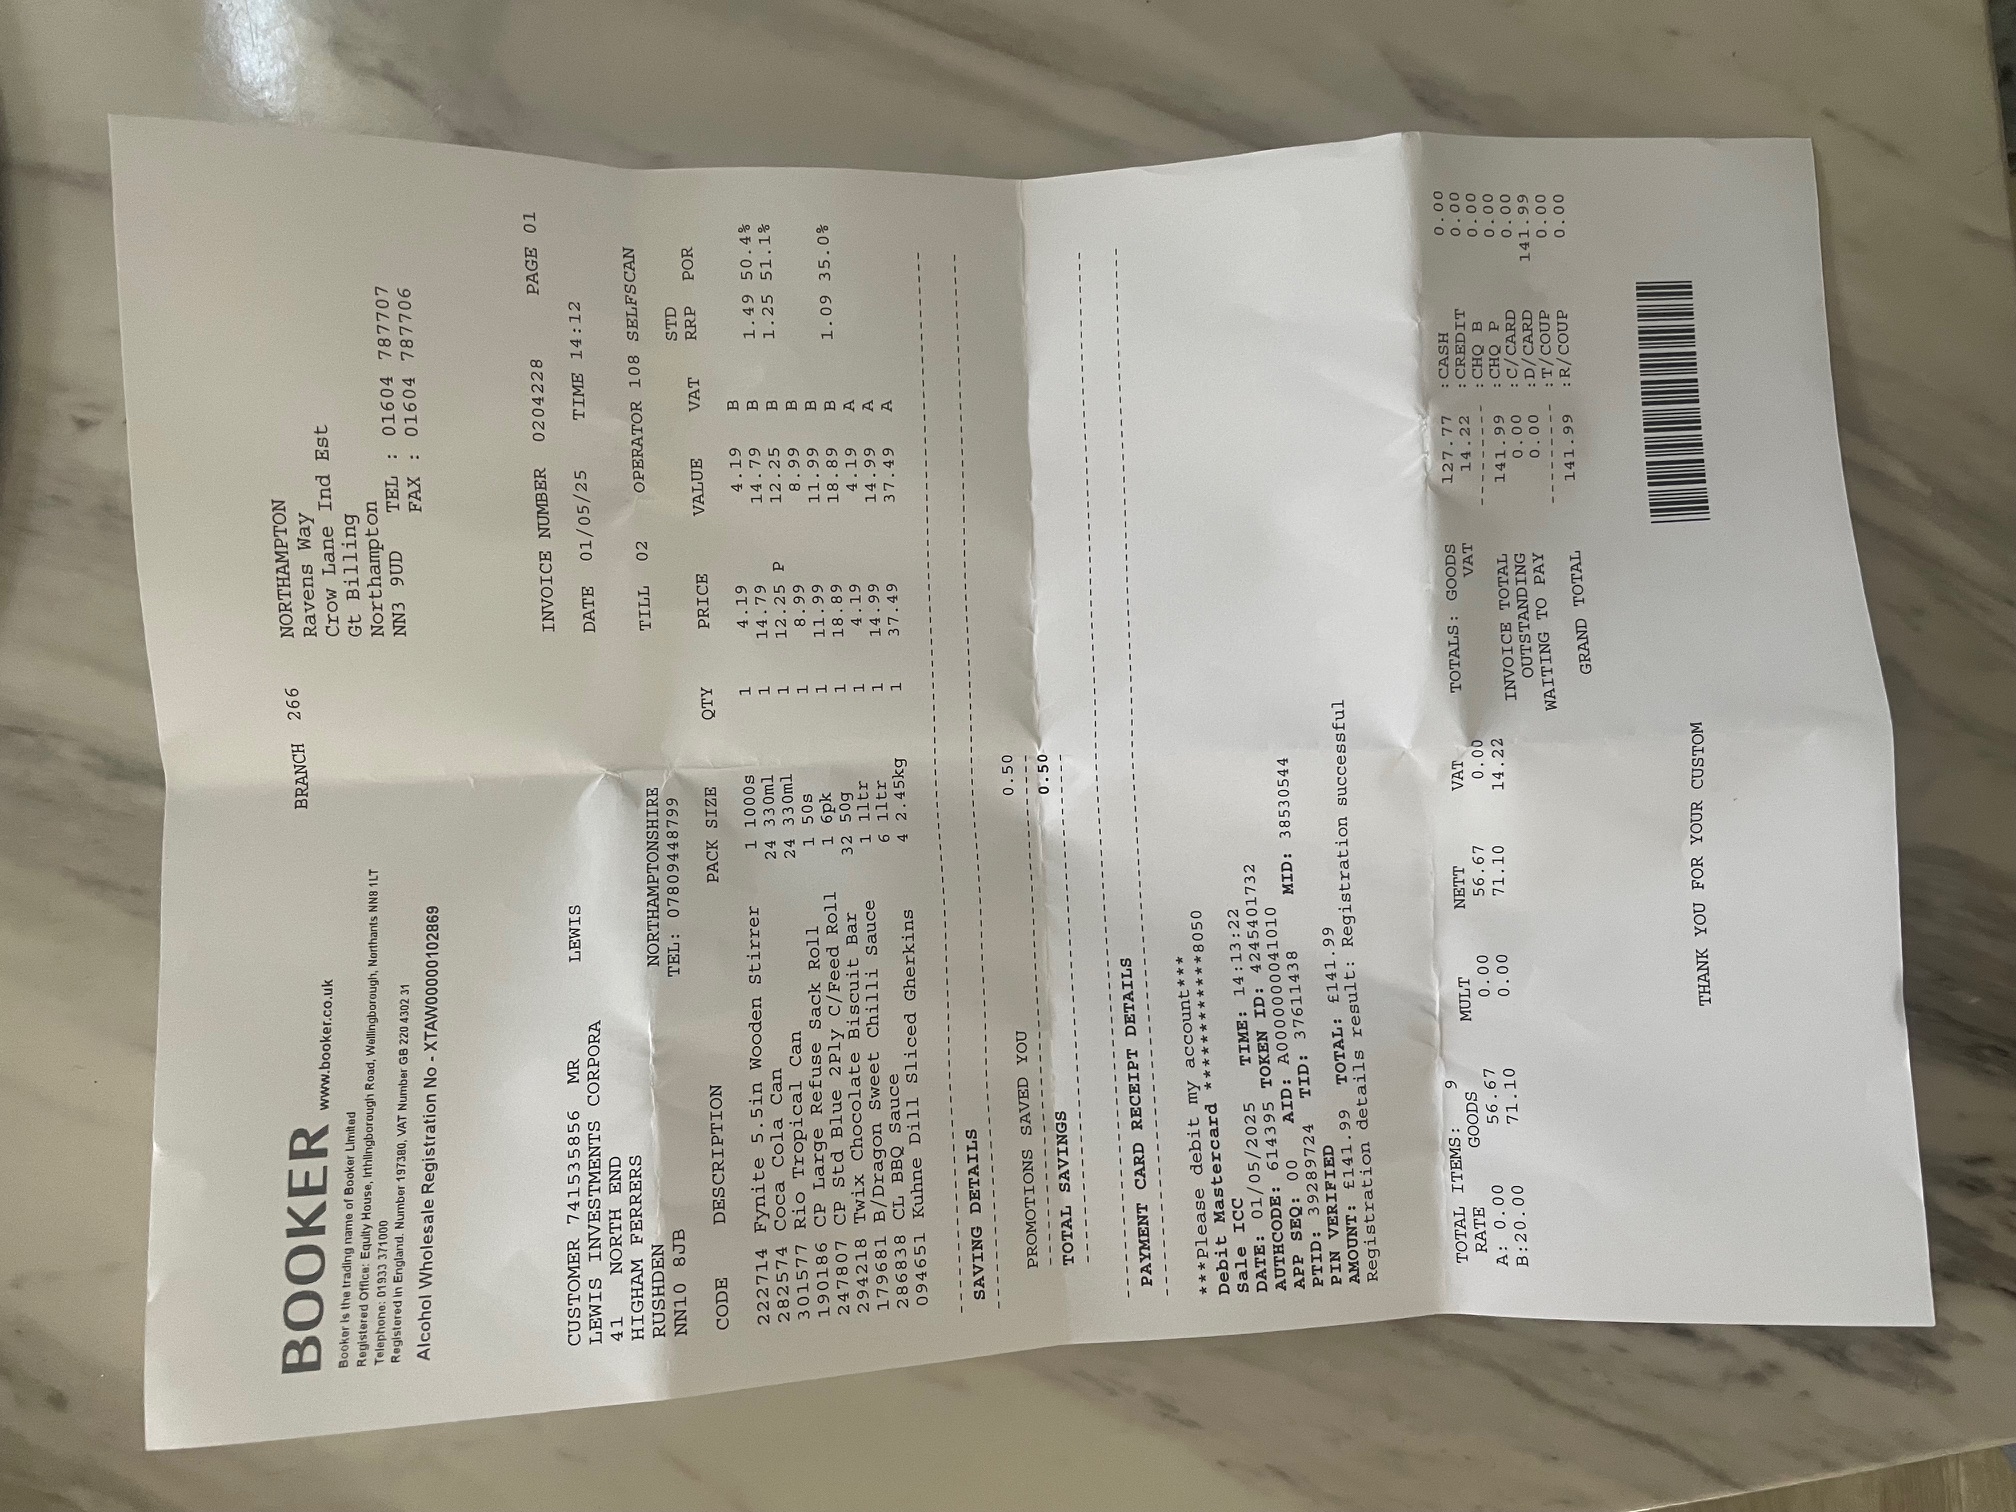 BOOKER www.booker.co.uk
Booker is the trading name of Booker Limited
Registered Office: Equity House, Irthlingborough Road, Wellingborough, Northants NN8 1LT
Telephone: 01933 371000
Registered in England. Number 197380, VAT Number GB 220 4302 31
Alcohol Wholesale Registration No - XTAW00000102869
BRANCH 266
NORTHAMPTON
Ravens Way
Crow Lane Ind Est
Gt Billing
Northampton
NN3 9UD TEL : 01604 787707
FAX : 01604 787706
INVOICE NUMBER 0204228 PAGE 01
DATE 01/05/25 TIME 14:12
TILL 02 OPERATOR 108 SELFSCAN
CUSTOMER 741535856 MR LEWIS
LEWIS INVESTMENTS CORPORA
41 NORTH END
HIGHAM FERRERS
RUSHDEN NORTHAMPTONSHIRE
NN10 8JB TEL: 07809448799
CODE DESCRIPTION PACK SIZE QTY PRICE VALUE VAT STD RRP POR
222714 Fynite 5.5in Wooden Stirrer 1 1000s 1 4.19 4.19 B
282574 Coca Cola Can 24 330ml 1 14.79 14.79 B 1.49 50.4%
301577 Rio Tropical Can 24 330ml 1 12.25 P 12.25 B 1.25 51.1%
190186 CP Large Refuse Sack Roll 1 50s 1 8.99 8.99 B
247807 CP Std Blue 2Ply C/Feed Roll 1 6pk 1 11.99 11.99 B
294218 Twix Chocolate Biscuit Bar 32 50g 1 18.89 18.89 B 1.09 35.0%
179681 B/Dragon Sweet Chilli Sauce 1 1ltr 1 4.19 4.19 A
286838 CL BBQ Sauce 6 1ltr 1 14.99 14.99 A
094651 Kuhne Dill Sliced Gherkins 4 2.45kg 1 37.49 37.49 A
SAVING DETAILS
PROMOTIONS SAVED YOU 0.50
TOTAL SAVINGS 0.50
PAYMENT CARD RECEIPT DETAILS
***Please debit my account***
Debit Mastercard ************8050
Sale ICC
DATE: 01/05/2025 TIME: 14:13:22
AUTHCODE: 614395 TOKEN ID: 4245401732
APP SEQ: 00 AID: A0000000041010
PTID: 39289724 TID: 37611438 MID: 38530544
PIN VERIFIED
AMOUNT: £141.99 TOTAL: £141.99
Registration details result: Registration successful
TOTAL ITEMS: 9
RATE GOODS MULT NETT VAT
A: 0.00 56.67 0.00 56.67 0.00
B:20.00 71.10 0.00 71.10 14.22
TOTALS: GOODS 127.77 :CASH 0.00
VAT 14.22 :CREDIT 0.00
--------- :CHQ B 0.00
INVOICE TOTAL 141.99 :CHQ P 0.00
OUTSTANDING 0.00 :C/CARD 0.00
WAITING TO PAY 0.00 :D/CARD 141.99
--------- :T/COUP 0.00
GRAND TOTAL 141.99 :R/COUP 0.00
THANK YOU FOR YOUR CUSTOM